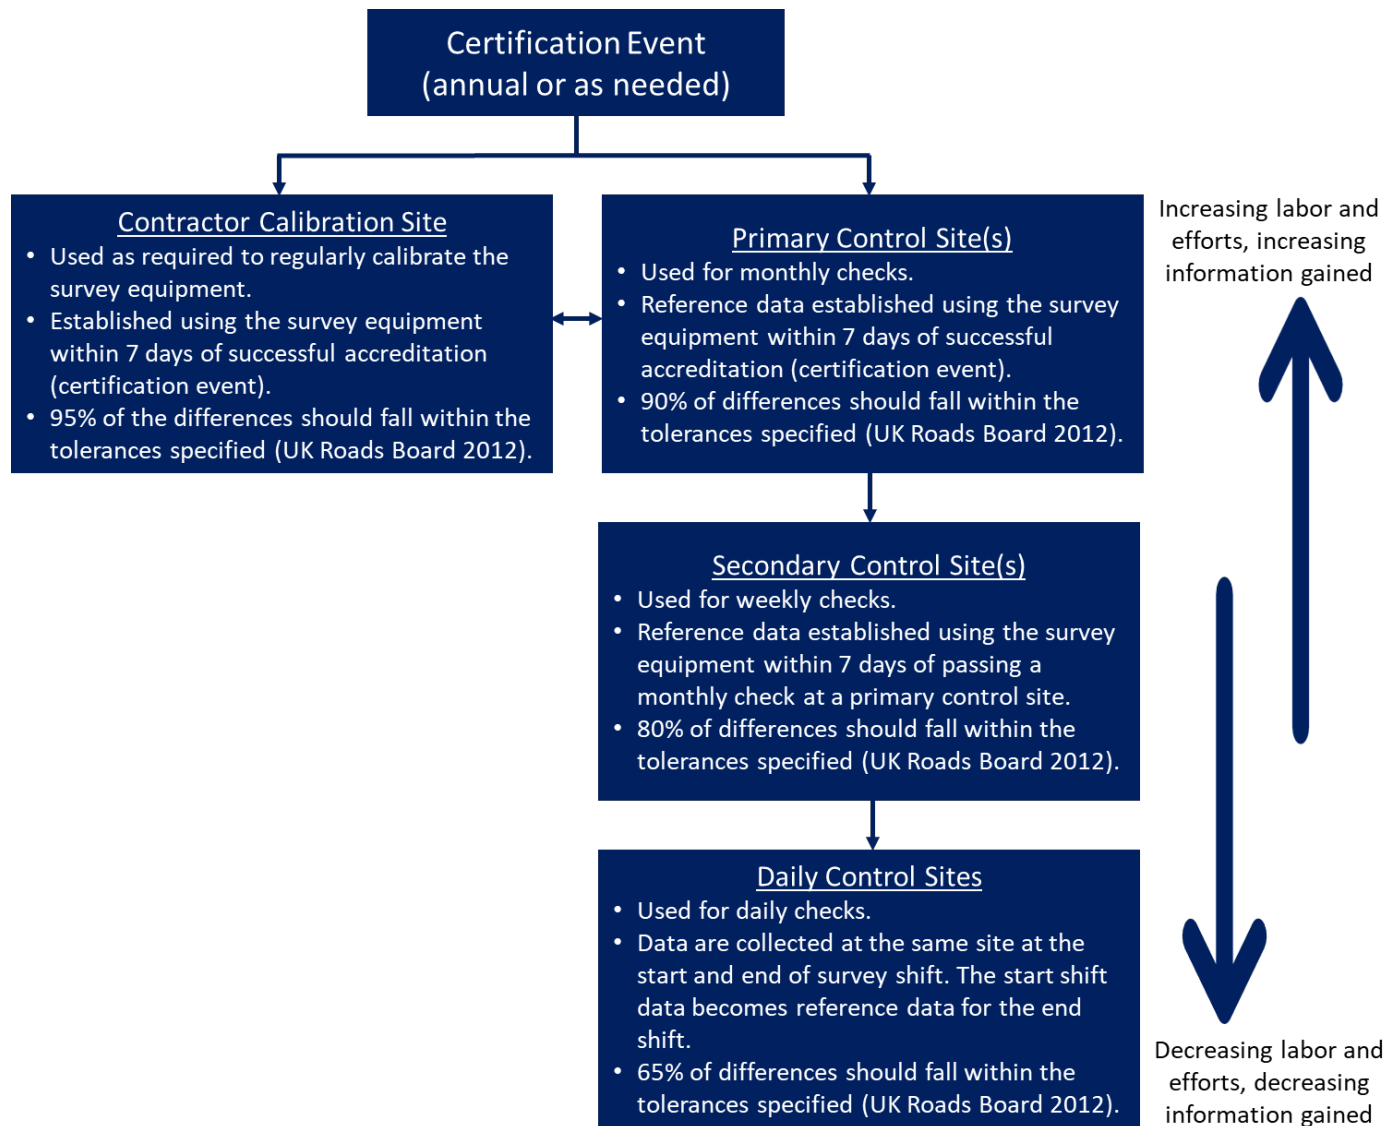 Certification Event
(annual or as needed)
Contractor Calibration Site
• Used as required to regularly calibrate the
survey equipment.
• Established using the survey equipment
within 7 days of successful accreditation
(certification event).
• 95% of the differences should fall within the
tolerances specified (UK Roads Board 2012).
Primary Control Site(s)
• Used for monthly checks.
• Reference data established using the survey
equipment within 7 days of successful
accreditation (certification event).
• 90% of differences should fall within the
tolerances specified (UK Roads Board 2012).
Increasing labor and
efforts, increasing
information gained
Secondary Control Site(s)
• Used for weekly checks.
• Reference data established using the survey
equipment within 7 days of passing a
monthly check at a primary control site.
• 80% of differences should fall within the
tolerances specified (UK Roads Board 2012).
Daily Control Sites
• Used for daily checks.
• Data are collected at the same site at the
start and end of survey shift. The start shift
data becomes reference data for the end
shift.
• 65% of differences should fall within the
tolerances specified (UK Roads Board 2012).
Decreasing labor and
efforts, decreasing
information gained